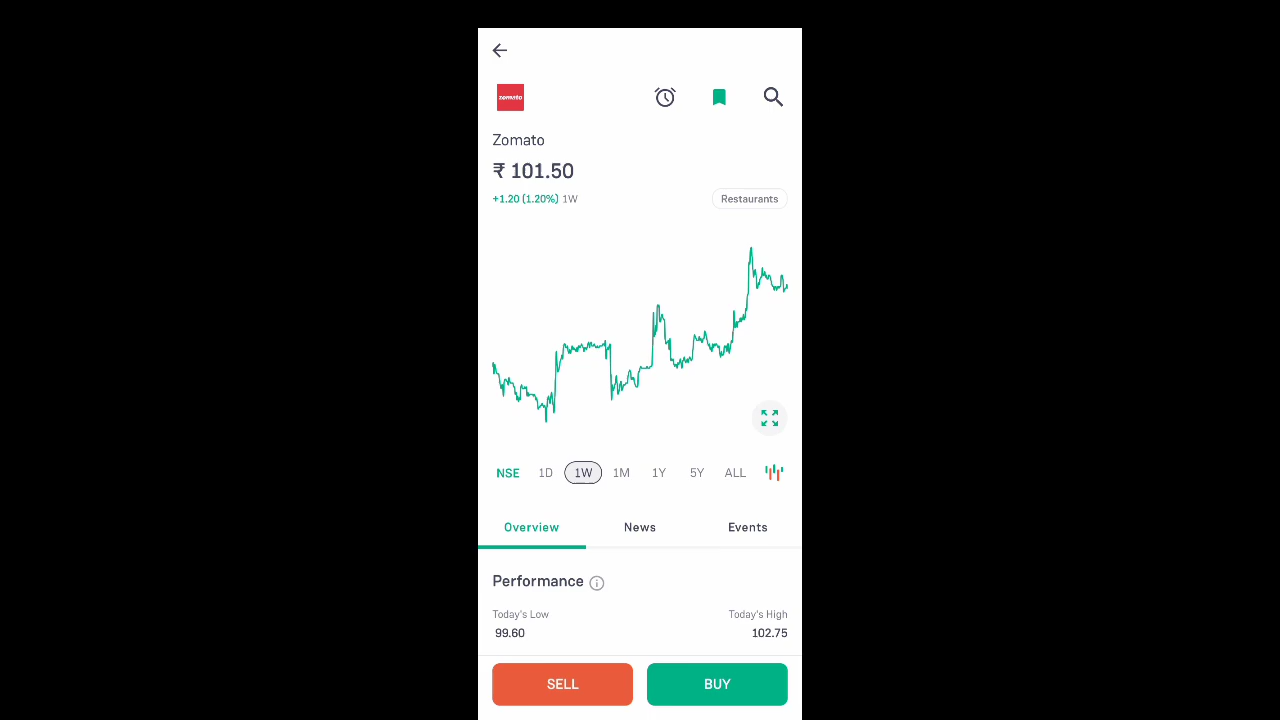 zomato
Zomato
₹ 101.50
+1.20 (1.20%) 1W
Restaurants
NSE 1D 1W 1M 1Y 5Y ALL
Overview News Events
Performance
Today's Low Today's High
99.60 102.75
SELL BUY